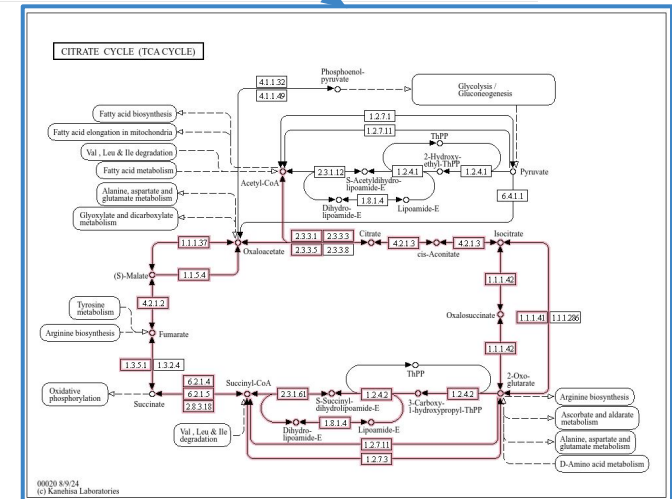 CITRATE CYCLE (TCA CYCLE)
Phosphoenol-
pyruvate
4.1.1.32
4.1.1.49
Glycolysis /
Gluconeogenesis
Fatty acid biosynthesis
Fatty acid elongation in mitochondria
Val , Leu & Ile degradation
Fatty acid metabolism
Alanine, aspartate and
glutamate metabolism
Glyoxylate and dicarboxylate
metabolism
1.2.7.1
1.2.7.11
ThPP
2-Hydroxy-
ethyl-ThPP
Acetyl-CoA
2.3.1.12
S-Acetyldihydro-
lipoamide-E
1.2.4.1
1.2.4.1
Pyruvate
Dihydro-
lipoamide-E
1.8.1.4
Lipoamide-E
6.4.1.1
1.1.1.37
Oxaloacetate
2.3.3.1
2.3.3.3
2.3.3.5
2.3.3.8
Citrate
4.2.1.3
cis-Aconitate
4.2.1.3
Isocitrate
(S)-Malate
1.1.5.4
1.1.1.42
4.2.1.2
Tyrosine
metabolism
Arginine biosynthesis
Fumarate
Oxalosuccinate
1.1.1.41
1.1.1.286
1.1.1.42
1.3.5.1
1.3.2.4
ThPP
2-Oxo-
glutarate
Oxidative
phosphorylation
Succinate
6.2.1.4
6.2.1.5
2.8.3.18
Succinyl-CoA
2.3.1.61
S-Succinyl-
dihydrolipoamide-E
1.2.4.2
3-Carboxy-
1-hydroxypropyl-ThPP
1.2.4.2
Val , Leu & Ile
degradation
Dihydro-
lipoamide-E
1.8.1.4
Lipoamide-E
1.2.7.11
1.2.7.3
Arginine biosynthesis
Ascorbate and aldarate
metabolism
Alanine, aspartate and
glutamate metabolism
D-Amino acid metabolism
00020 8/9/24
(c) Kanehisa Laboratories